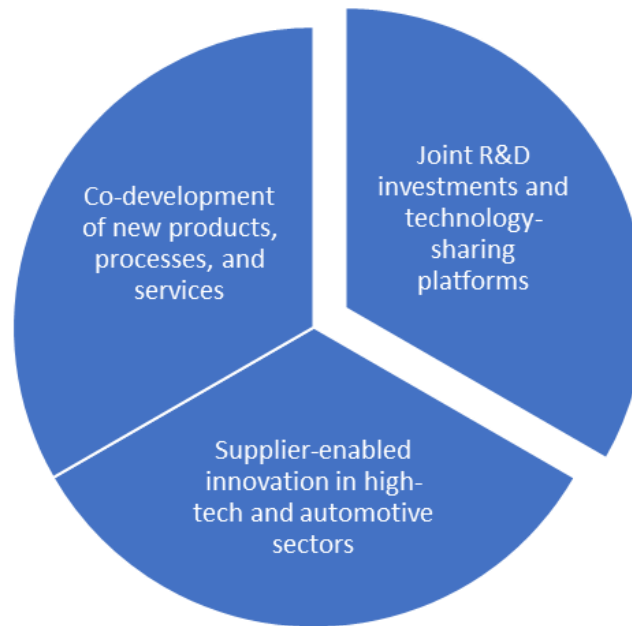 Joint R&D
investments and
technology-
sharing
platforms
Supplier-enabled
innovation in high-
tech and automotive
sectors
Co-development
of new products,
processes, and
services